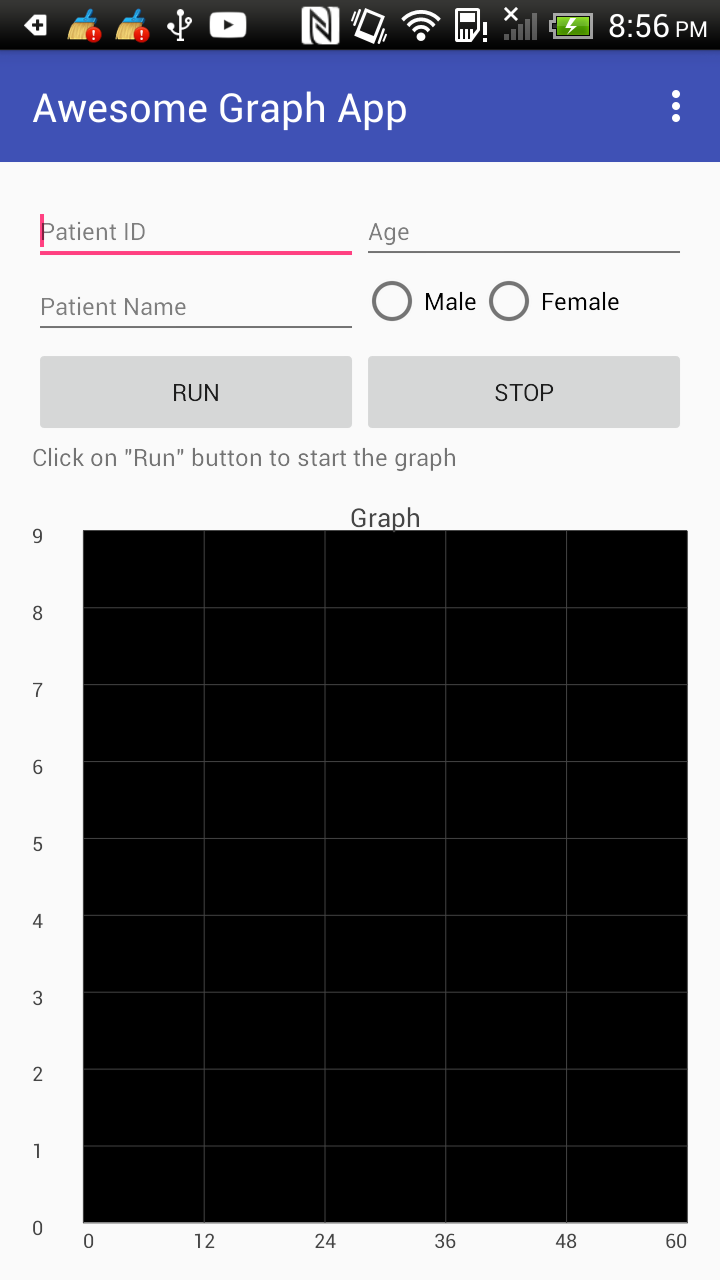 8:56 PM
Awesome Graph App
Patient ID Age
Patient Name Male Female
RUN STOP
Click on "Run" button to start the graph
Graph
9
8
7
6
5
4
3
2
1
0
0 12 24 36 48 60